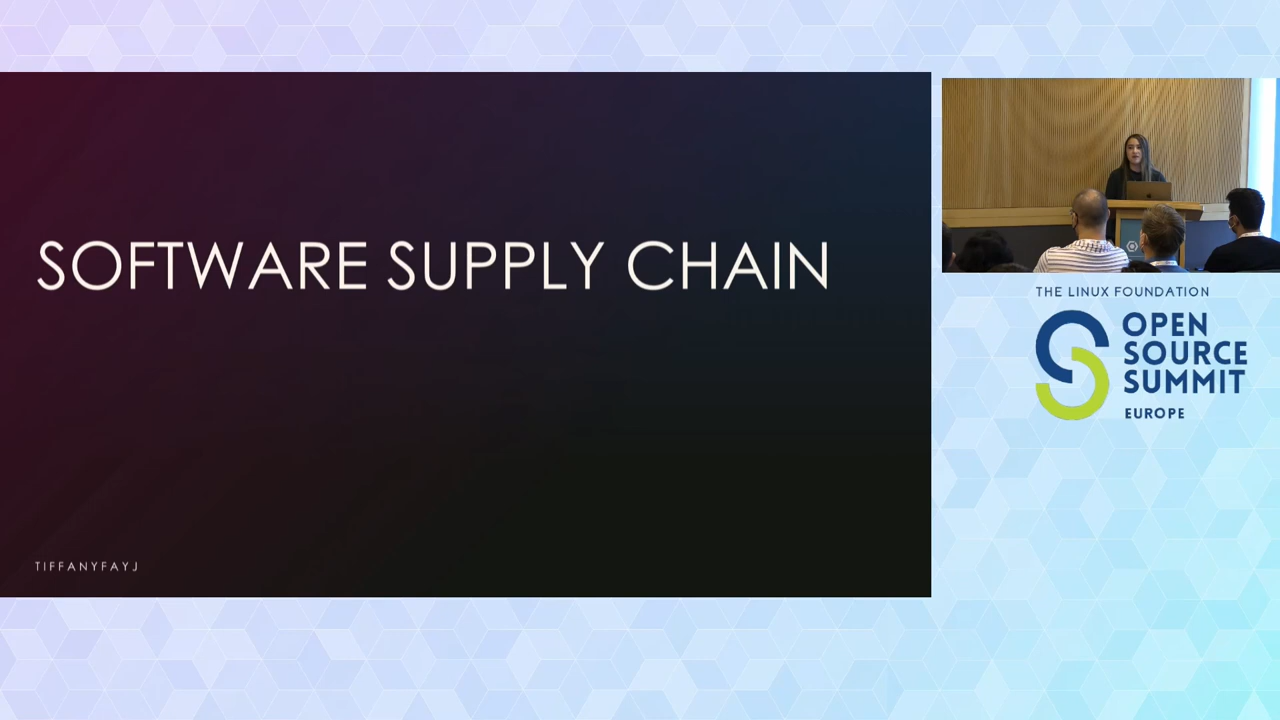 SOFTWARE SUPPLY CHAIN
TIFFANYFAYJ
THE LINUX FOUNDATION
OPEN
SOURCE
SUMMIT
EUROPE